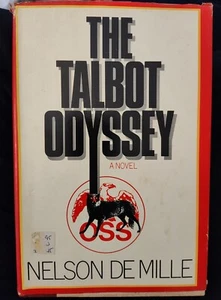 THE
TALBOT
ODYSSEY
A NOVEL
OSS
NELSON DE MILLE